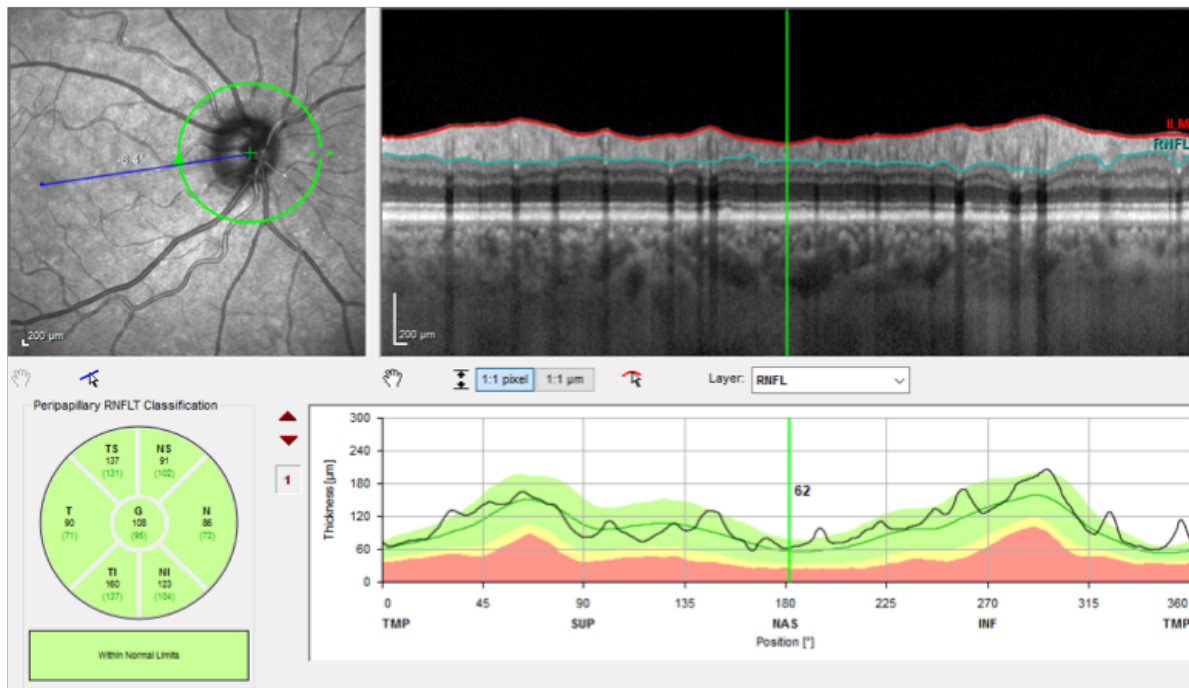 -8.4°
200 µm
ILM
RNFL
200 µm
1:1 pixel
1:1 µm
Layer:
RNFL
Peripapillary RNFLT Classification
TS
137
(131)
NS
91
(102)
T
90
(71)
G
108
(95)
N
86
(72)
TI
160
(137)
NI
123
(104)
Within Normal Limits
1
Thickness [µm]
300
240
180
120
60
0
62
0 45 90 135 180 225 270 315 360
TMP SUP NAS INF TMP
Position [°]